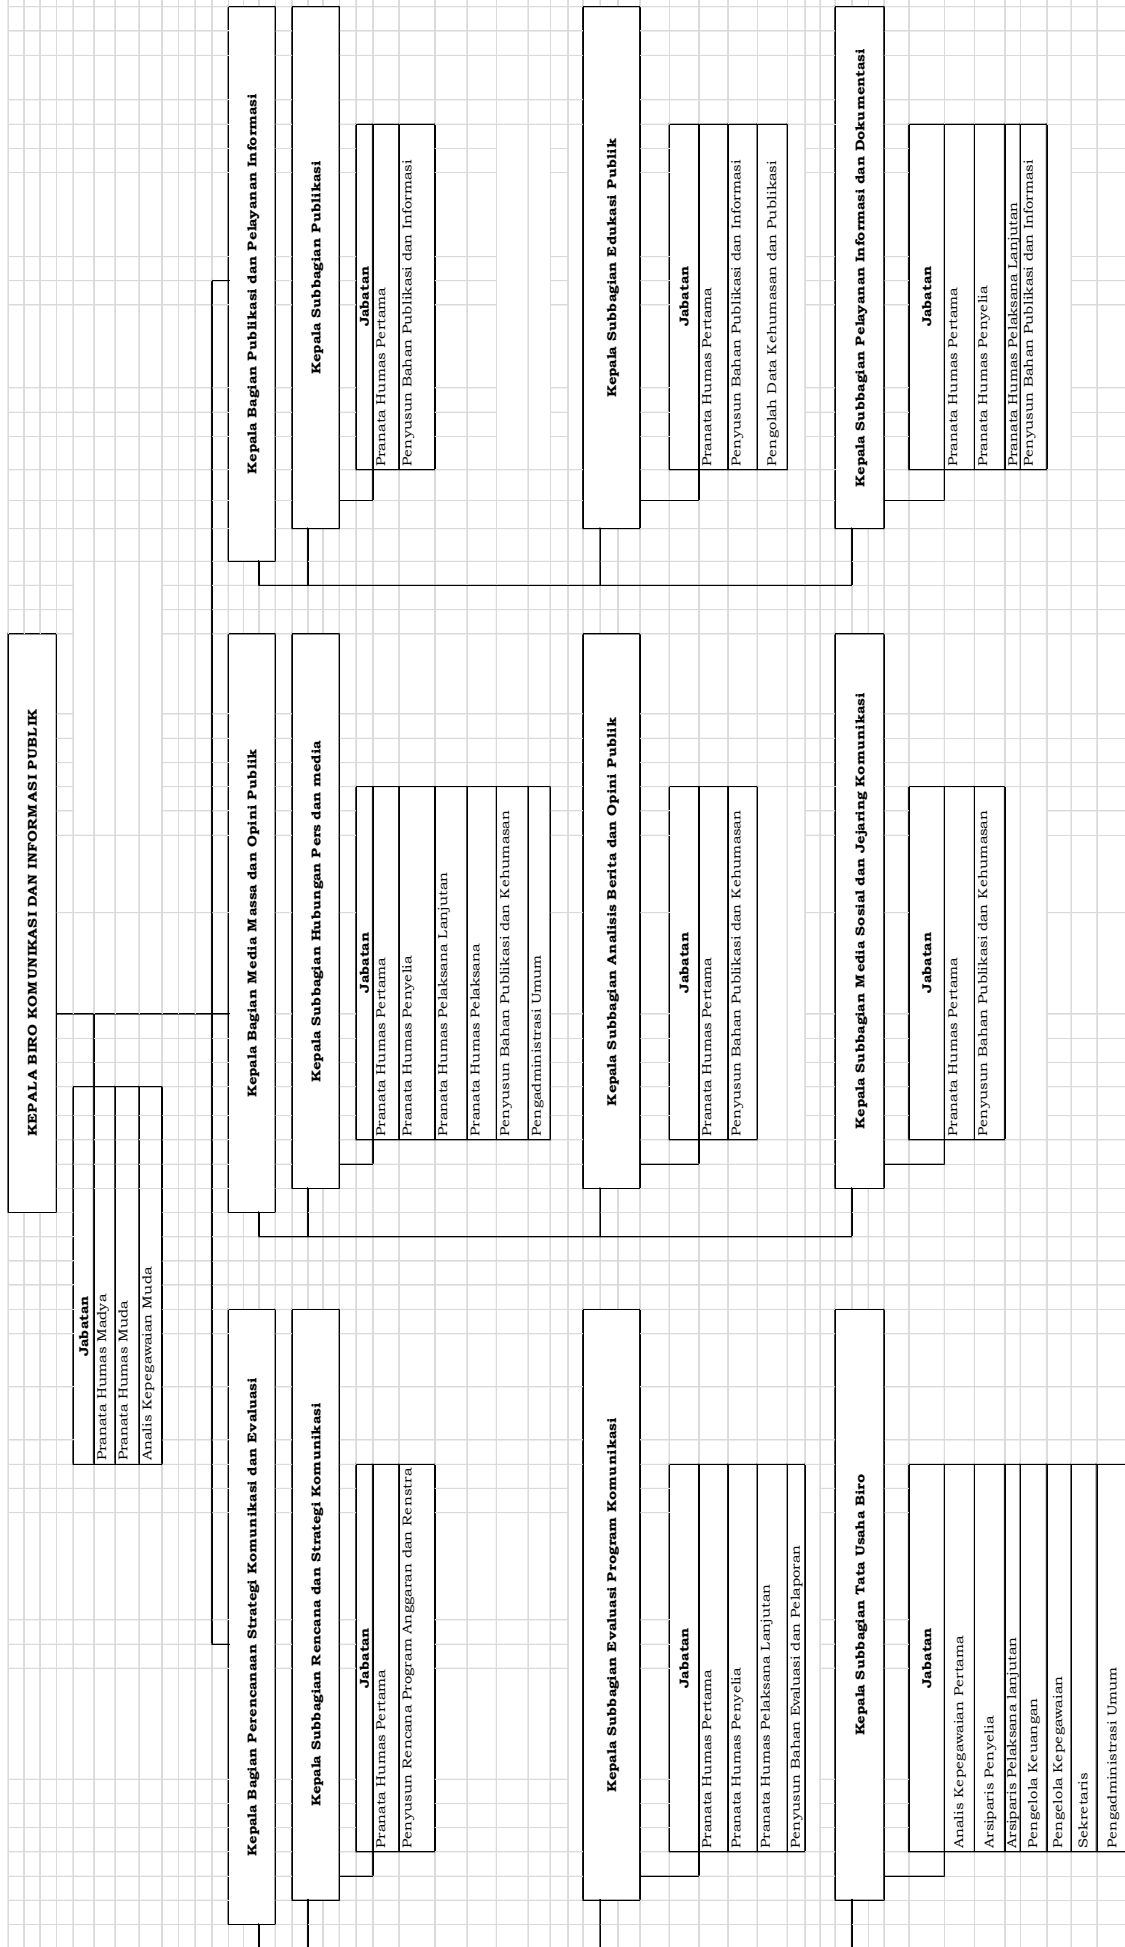 KEPALA BIRO KOMUNIKASI DAN INFORMASI PUBLIK
Jabatan
Pranata Humas Madya
Pranata Humas Muda
Analis Kepegawaian Muda
Kepala Bagian Perencanaan Strategi Komunikasi dan Evaluasi
Kepala Subbagian Rencana dan Strategi Komunikasi
Jabatan
Pranata Humas Pertama
Penyusun Rencana Program Anggaran dan Renstra
Kepala Subbagian Evaluasi Program Komunikasi
Jabatan
Pranata Humas Pertama
Pranata Humas Penyelia
Pranata Humas Pelaksana Lanjutan
Penyusun Bahan Evaluasi dan Pelaporan
Kepala Subbagian Tata Usaha Biro
Jabatan
Analis Kepegawaian Pertama
Arsiparis Penyelia
Arsiparis Pelaksana lanjutan
Pengelola Keuangan
Pengelola Kepegawaian
Sekretaris
Pengadministrasi Umum
Kepala Bagian Media Massa dan Opini Publik
Kepala Subbagian Hubungan Pers dan media
Jabatan
Pranata Humas Pertama
Pranata Humas Penyelia
Pranata Humas Pelaksana Lanjutan
Pranata Humas Pelaksana
Penyusun Bahan Publikasi dan Kehumasan
Pengadministrasi Umum
Kepala Subbagian Analisis Berita dan Opini Publik
Jabatan
Pranata Humas Pertama
Penyusun Bahan Publikasi dan Kehumasan
Kepala Subbagian Media Sosial dan Jejaring Komunikasi
Jabatan
Pranata Humas Pertama
Penyusun Bahan Publikasi dan Kehumasan
Kepala Bagian Publikasi dan Pelayanan Informasi
Kepala Subbagian Publikasi
Jabatan
Pranata Humas Pertama
Penyusun Bahan Publikasi dan Informasi
Kepala Subbagian Edukasi Publik
Jabatan
Pranata Humas Pertama
Penyusun Bahan Publikasi dan Informasi
Pengolah Data Kehumasan dan Publikasi
Kepala Subbagian Pelayanan Informasi dan Dokumentasi
Jabatan
Pranata Humas Pertama
Pranata Humas Penyelia
Pranata Humas Pelaksana Lanjutan
Penyusun Bahan Publikasi dan Informasi